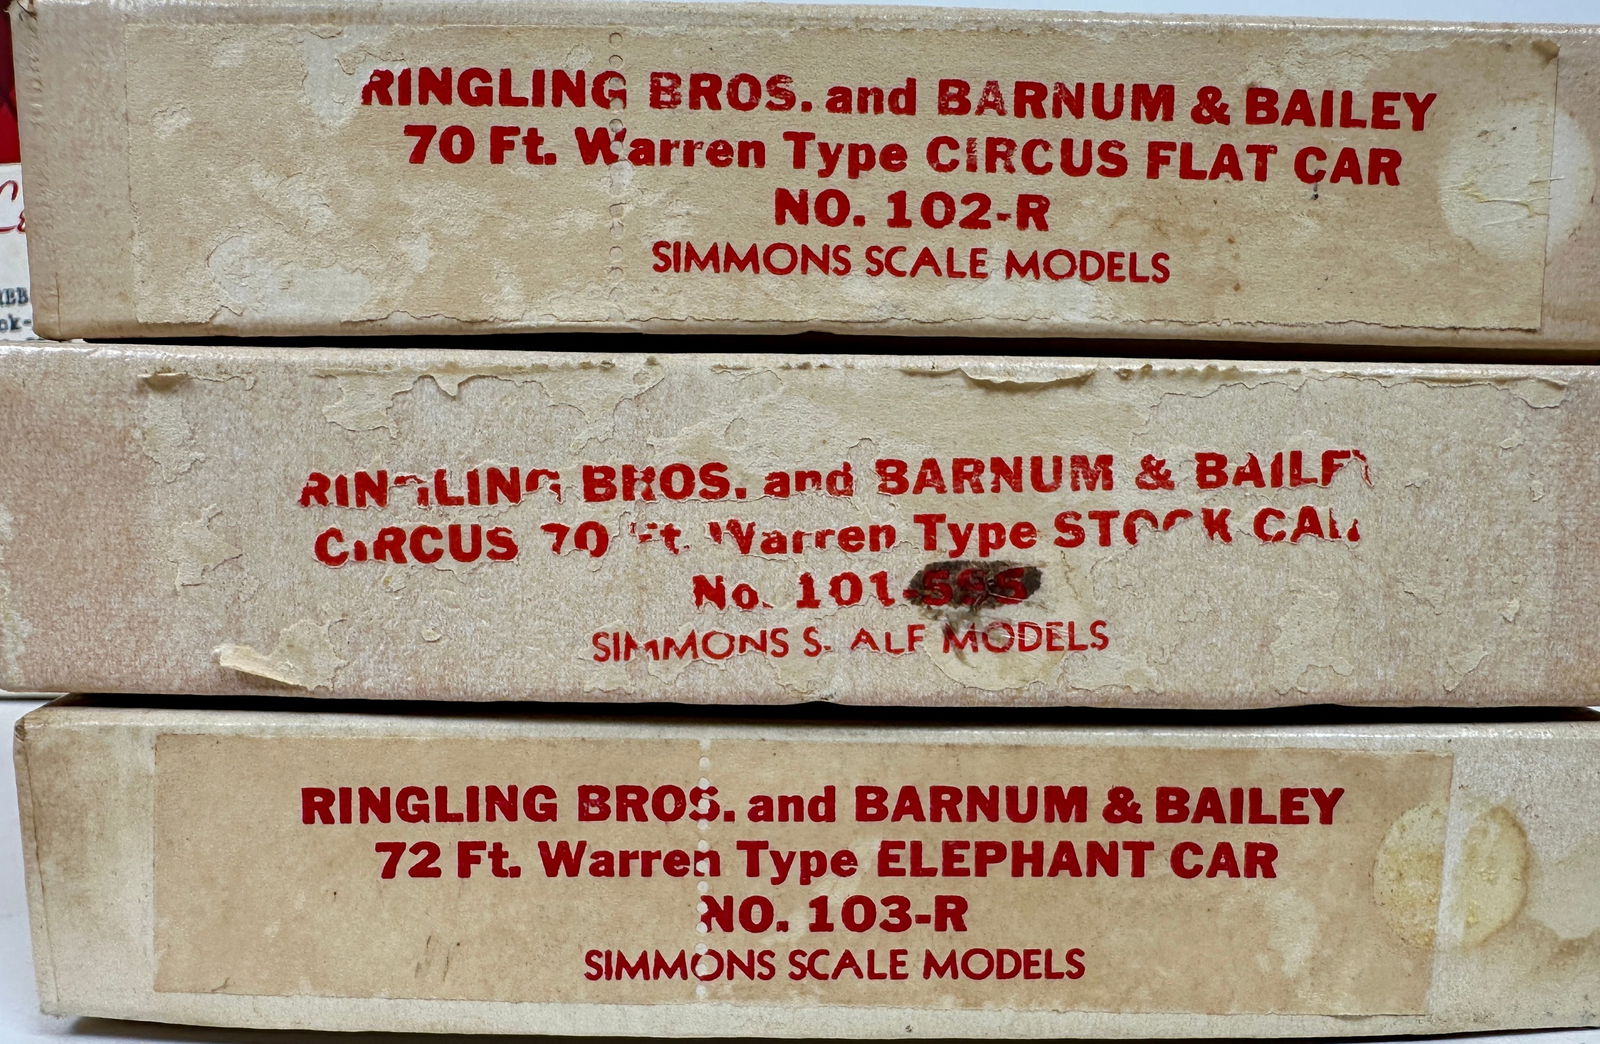 RINGLING BROS. and BARNUM & BAILEY
70 Ft. Warren Type CIRCUS FLAT CAR
NO. 102-R
SIMMONS SCALE MODELS
RINGLING BROS. and BARNUM & BAILEY
CIRCUS 70 Ft. Warren Type STOCK CAR
No. 101-SSS
SIMMONS SCALE MODELS
RINGLING BROS. and BARNUM & BAILEY
72 Ft. Warren Type ELEPHANT CAR
NO. 103-R
SIMMONS SCALE MODELS